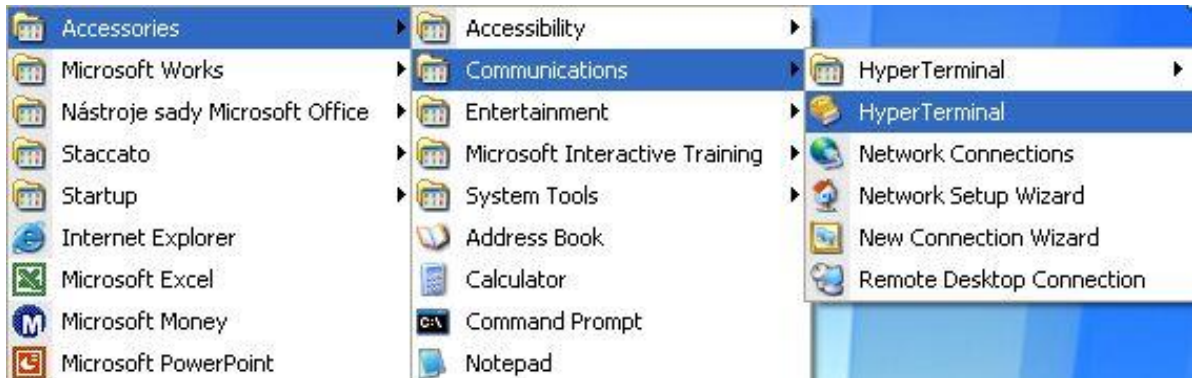 Accessories
Microsoft Works
Nástroje sady Microsoft Office
Staccato
Startup
Internet Explorer
Microsoft Excel
Microsoft Money
Microsoft PowerPoint
Accessibility
Communications
Entertainment
Microsoft Interactive Training
System Tools
Address Book
Calculator
Command Prompt
Notepad
HyperTerminal
HyperTerminal
Network Connections
Network Setup Wizard
New Connection Wizard
Remote Desktop Connection